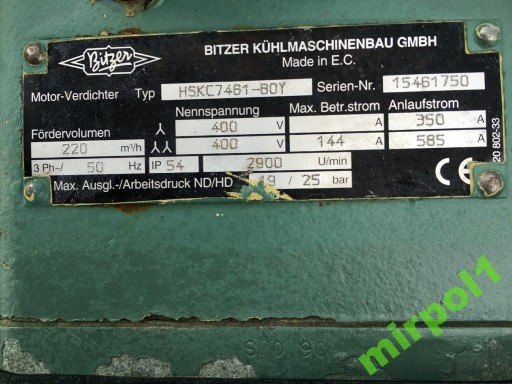 Bitzer
BITZER KÜHLMASCHINENBAU GMBH
Made in E.C.
Motor-Verdichter Typ HSKC7461-80Y Serien-Nr. 15461750
Nennspannung Max. Betr.strom Anlaufstrom
Fördervolumen 400 V A 350 A
220 m³/h 400 V 144 A 585 A
3 Ph~/ 50 Hz IP 54 2900 U/min
Max. Ausgl.-/Arbeitsdruck ND/HD 19 / 25 bar
CE
20 802-33
mirpol1